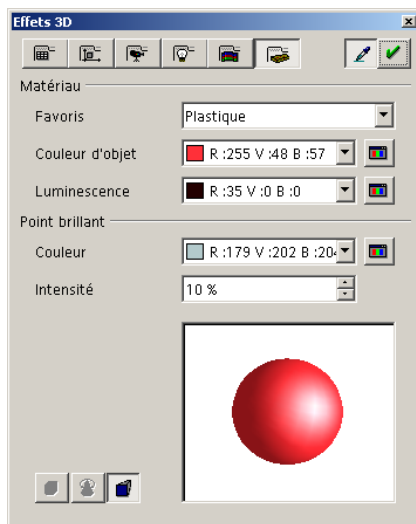 Effets 3D
Matériau
Favoris Plastique
Couleur d'objet R :255 V :48 B :57
Luminescence R :35 V :0 B :0
Point brillant
Couleur R :179 V :202 B :204
Intensité 10 %